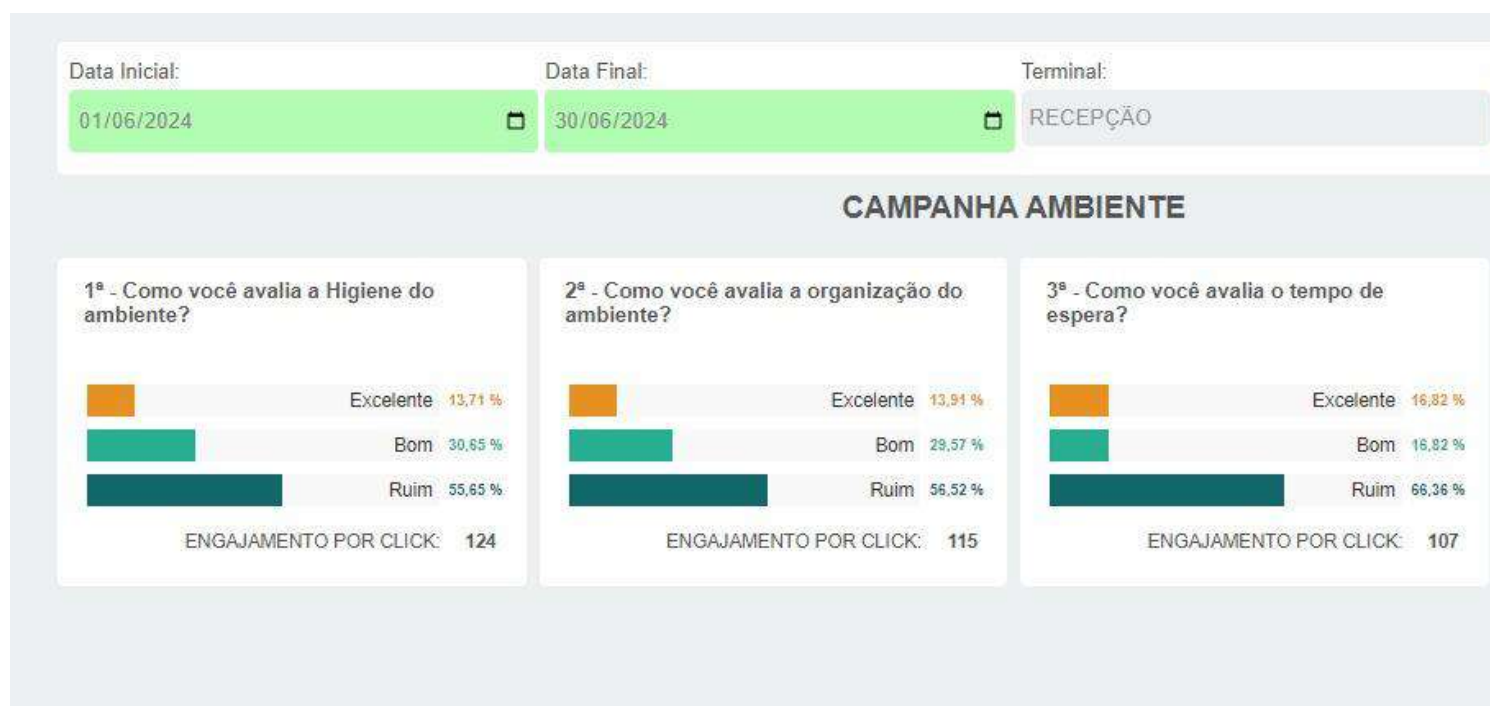 Data Inicial:
01/06/2024
Data Final:
30/06/2024
Terminal:
RECEPÇÃO
CAMPANHA AMBIENTE
1ª - Como você avalia a Higiene do
ambiente?
Excelente 13,71 %
Bom 30,65 %
Ruim 55,65 %
ENGAJAMENTO POR CLICK: 124
2ª - Como você avalia a organização do
ambiente?
Excelente 13,91 %
Bom 29,57 %
Ruim 56,52 %
ENGAJAMENTO POR CLICK: 115
3ª - Como você avalia o tempo de
espera?
Excelente 16,82 %
Bom 16,82 %
Ruim 66,36 %
ENGAJAMENTO POR CLICK: 107